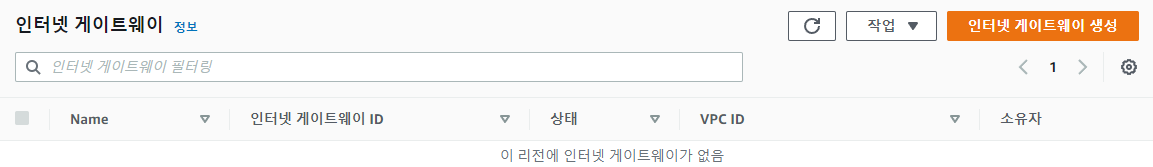 인터넷 게이트웨이 정보
작업 인터넷 게이트웨이 생성
인터넷 게이트웨이 필터링
1
Name 인터넷 게이트웨이 ID 상태 VPC ID 소유자
이 리전에 인터넷 게이트웨이가 없음